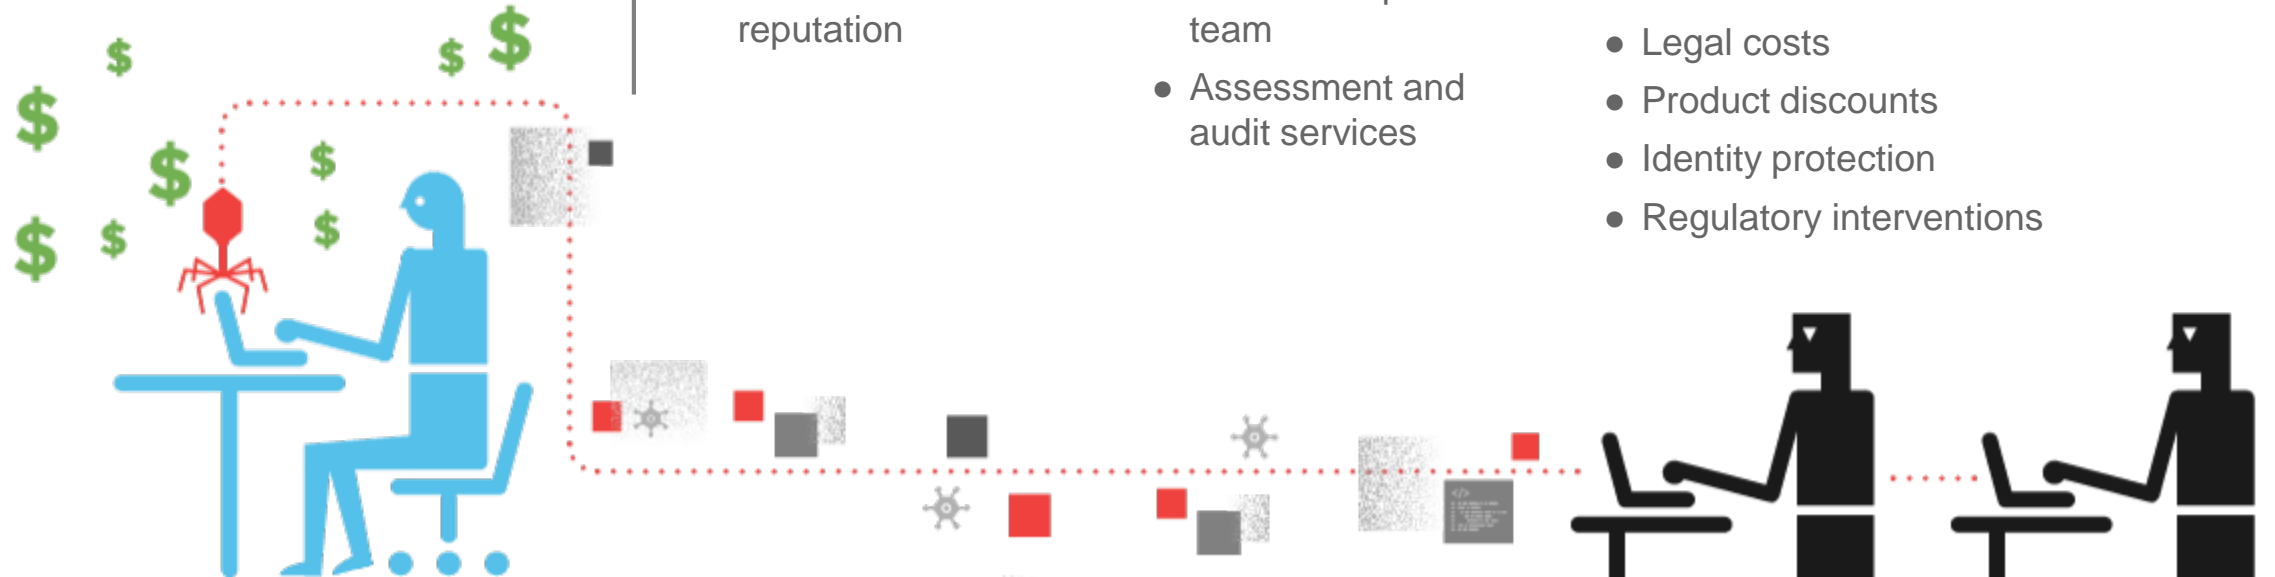 reputation
team
● Assessment and
audit services
● Legal costs
● Product discounts
● Identity protection
● Regulatory interventions
$
$
$
$
$
$
$
$
$
</>